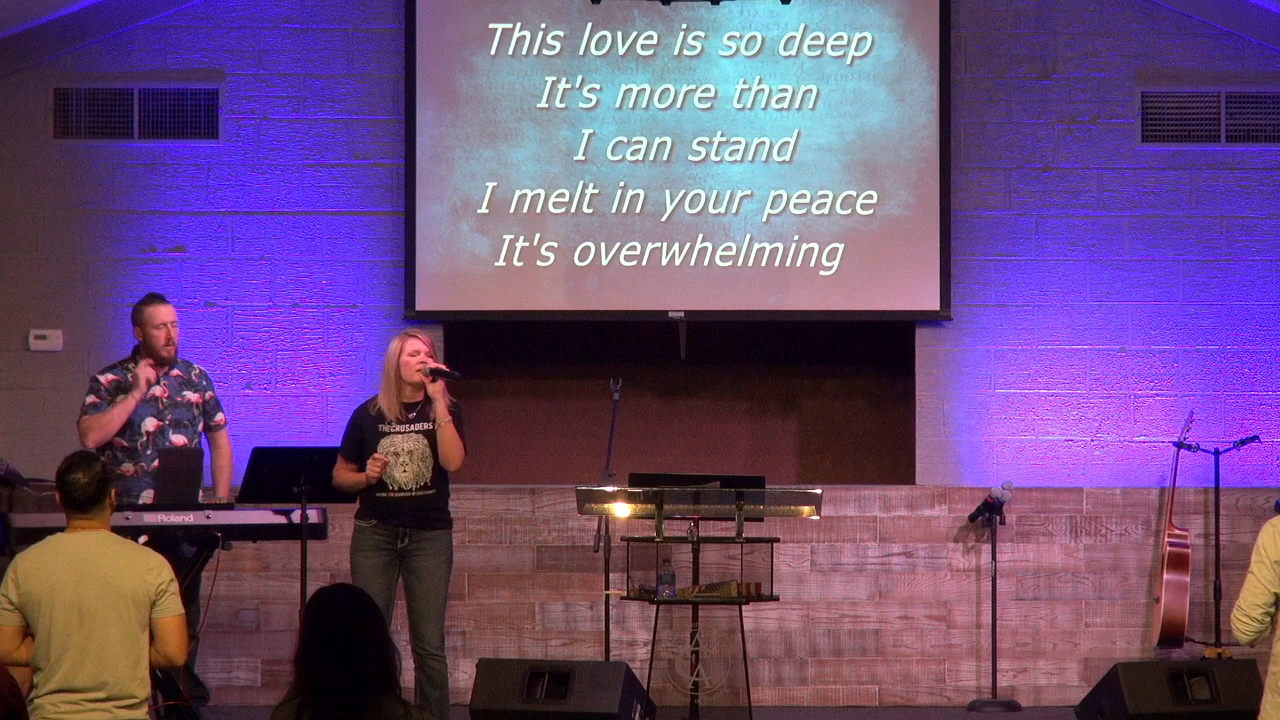 This love is so deep
It's more than
I can stand
I melt in your peace
It's overwhelming
THE CRUSADERS
Roland